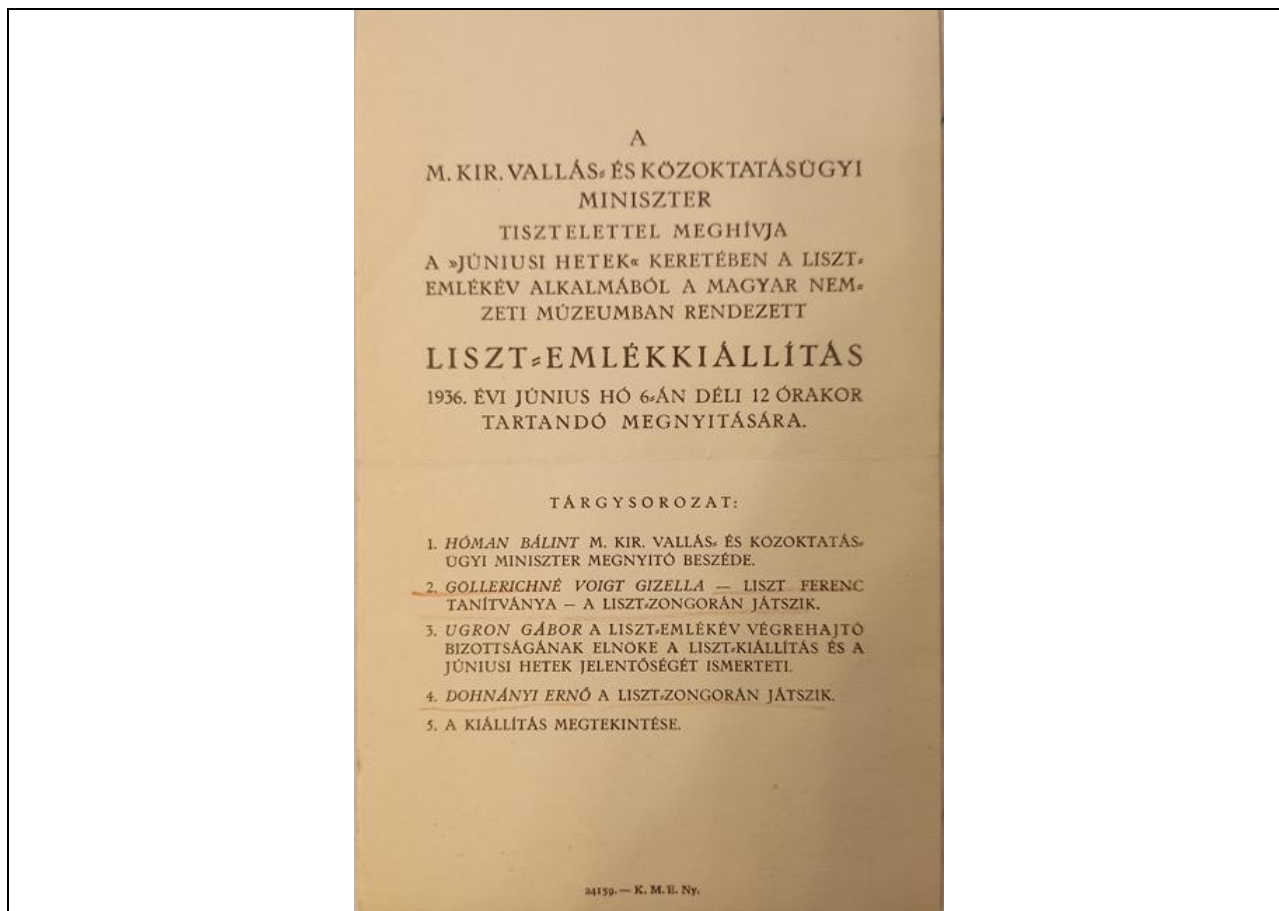 A
M. KIR. VALLÁS- ÉS KÖZOKTATÁSÜGYI
MINISZTER
TISZTELETTEL MEGHÍVJA
A »JÚNIUSI HETEK« KERETÉBEN A LISZT-
EMLÉKÉV ALKALMÁBÓL A MAGYAR NEM-
ZETI MÚZEUMBAN RENDEZETT
LISZT-EMLÉKKIÁLLÍTÁS
1936. ÉVI JÚNIUS HÓ 6-ÁN DÉLI 12 ÓRAKOR
TARTANDÓ MEGNYITÁSÁRA.
TÁRGYSOROZAT:
1. HÓMAN BÁLINT M. KIR. VALLÁS- ÉS KÖZOKTATÁS-
ÜGYI MINISZTER MEGNYITÓ BESZÉDE.
2. GÖLLERICHNÉ VOIGT GIZELLA — LISZT FERENC
TANÍTVÁNYA — A LISZT-ZONGORÁN JÁTSZIK.
3. UGRON GÁBOR A LISZT-EMLÉKÉV VÉGREHAJTÓ
BIZOTTSÁGÁNAK ELNÖKE A LISZT-KIÁLLÍTÁS ÉS A
JÚNIUSI HETEK JELENTŐSÉGÉT ISMERTETI.
4. DOHNÁNYI ERNŐ A LISZT-ZONGORÁN JÁTSZIK.
5. A KIÁLLÍTÁS MEGTEKINTÉSE.
24159. — K. M. E. Ny.